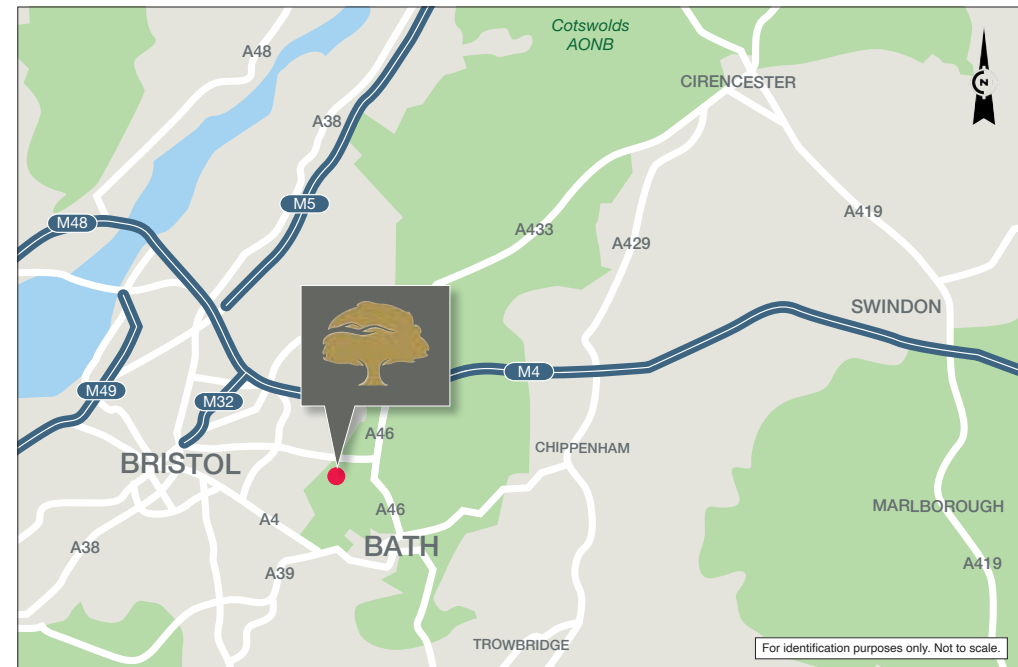 Cotswolds
AONB
A48
CIRENCESTER
N
A38
M5
M48
A433
A429
A419
SWINDON
M4
M49
M32
A46
CHIPPENHAM
BRISTOL
A46
MARLBOROUGH
A4
BATH
A38
A39
A419
TROWBRIDGE
For identification purposes only. Not to scale.